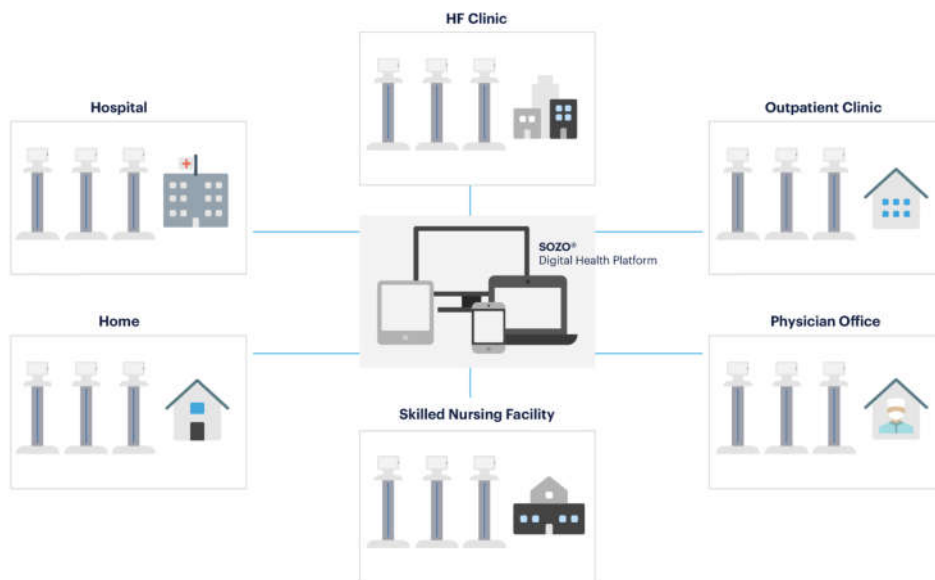 HF Clinic
Hospital
Outpatient Clinic
SOZO®
Digital Health Platform
Home
Physician Office
Skilled Nursing Facility